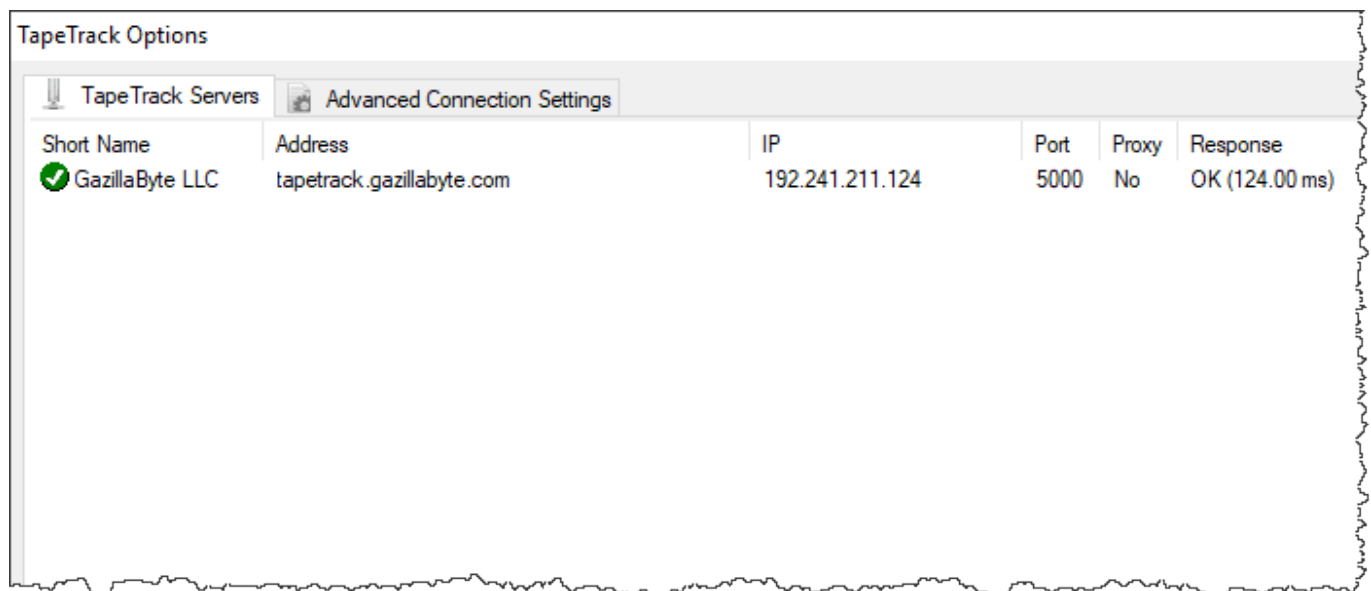 TapeTrack Options
TapeTrack Servers Advanced Connection Settings
Short Name Address IP Port Proxy Response
GazillaByte LLC tapetrack.gazillabyte.com 192.241.211.124 5000 No OK (124.00 ms)